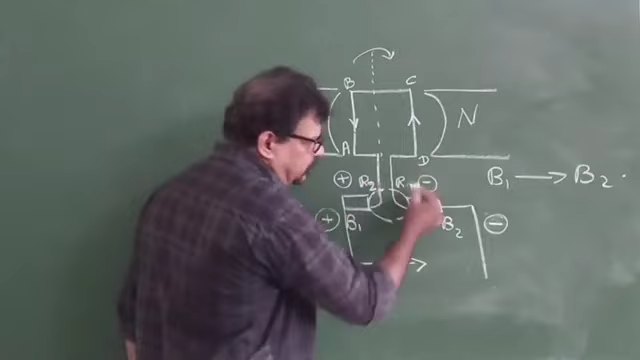 B C
N
A D
+ R₂ R₁ −
B₁ ⟶ B₂.
+ B₁ B₂ −